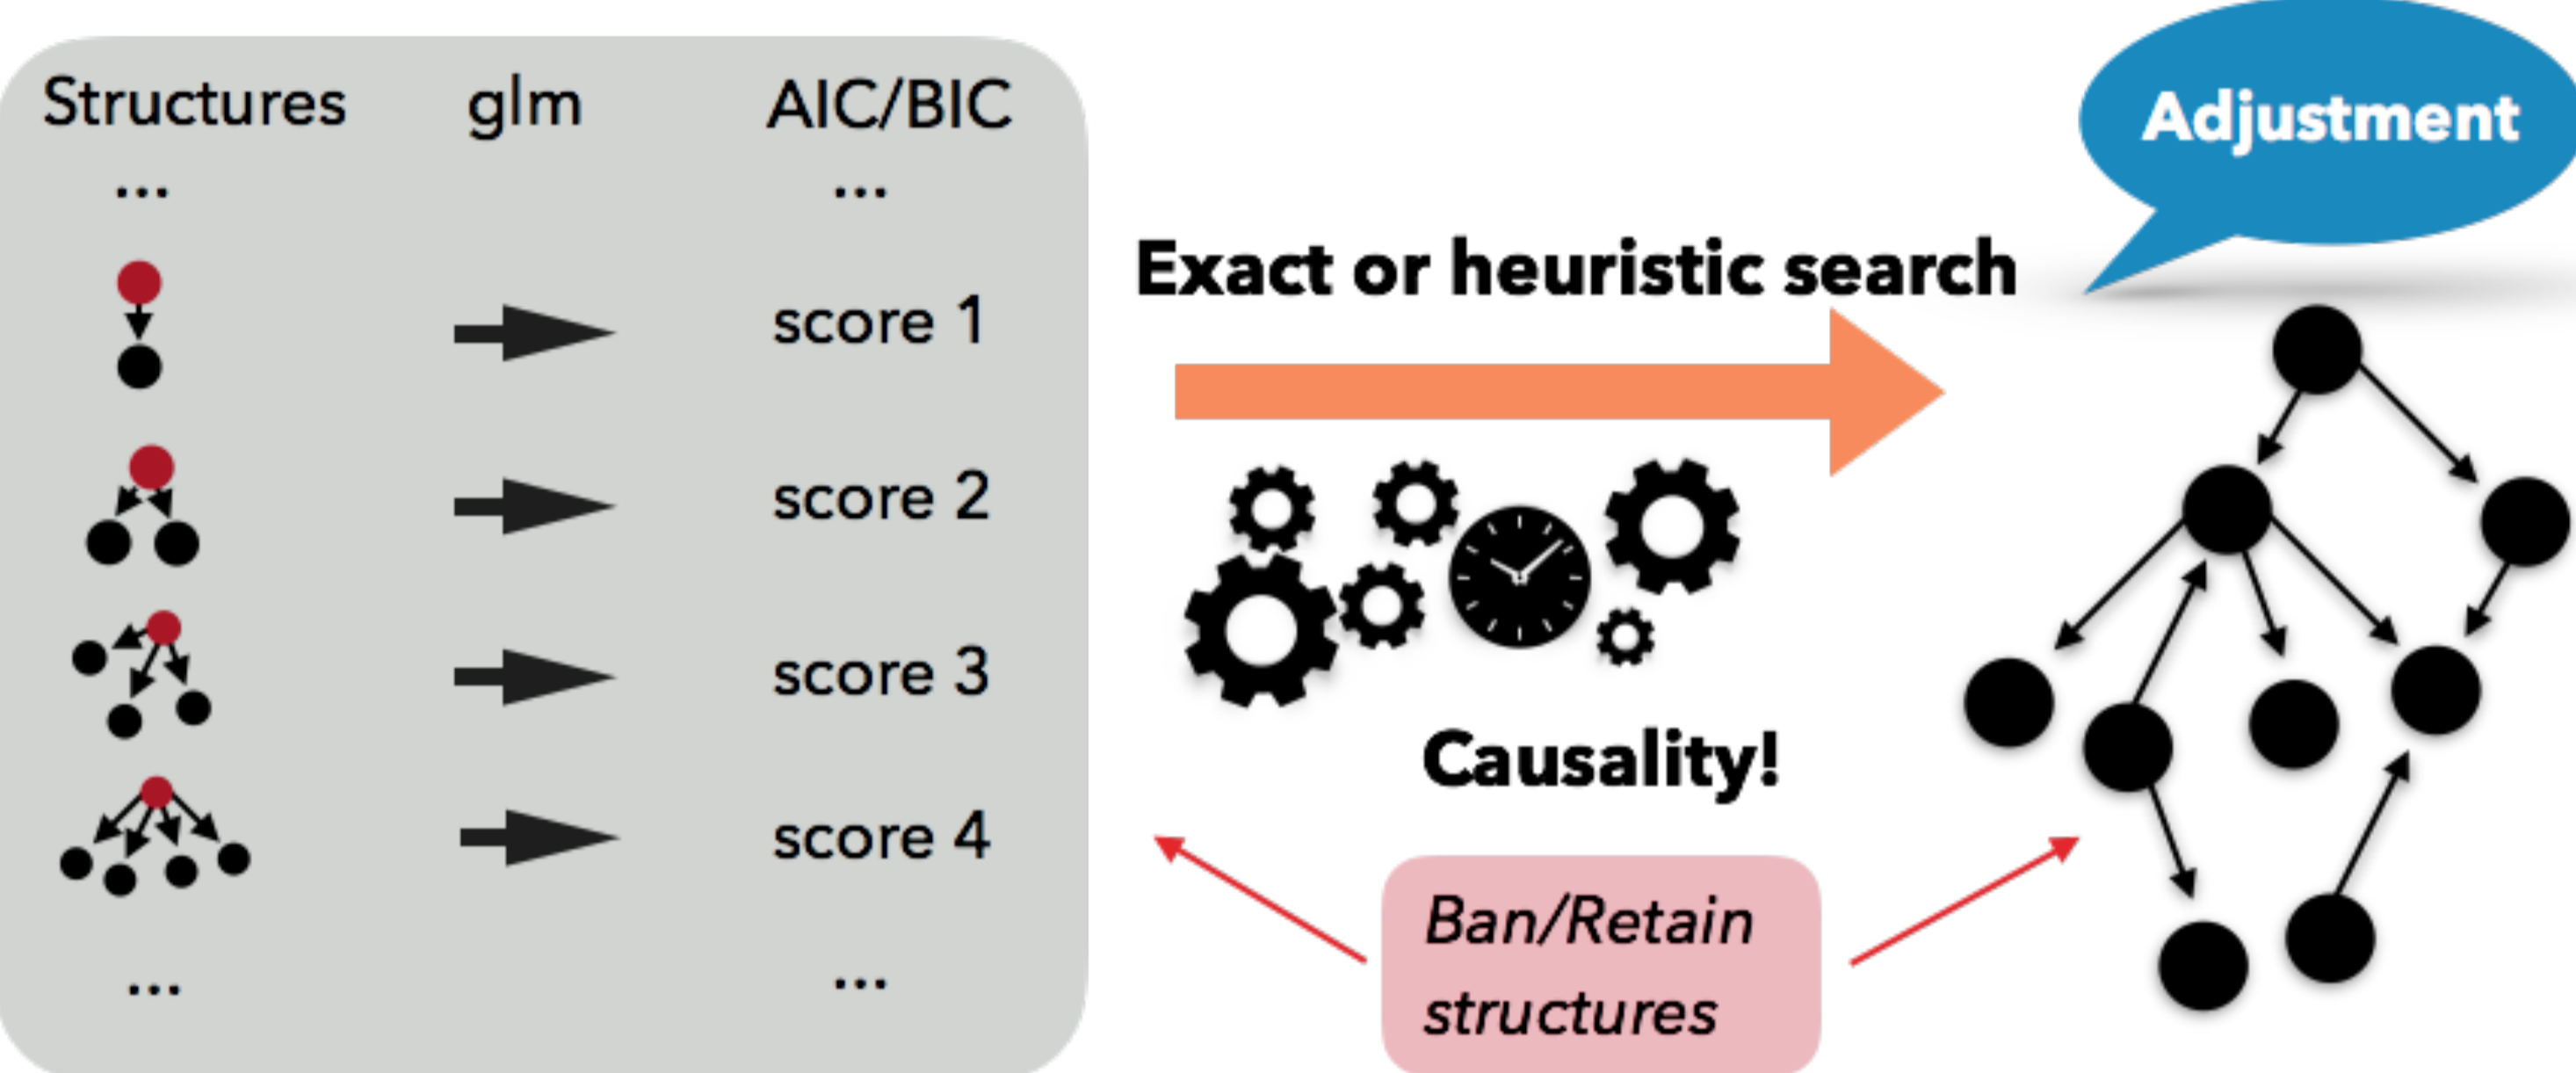 Structures glm AIC/BIC
... ...
score 1
score 2
score 3
score 4
... ...
Exact or heuristic search
Causality!
Ban/Retain
structures
Adjustment